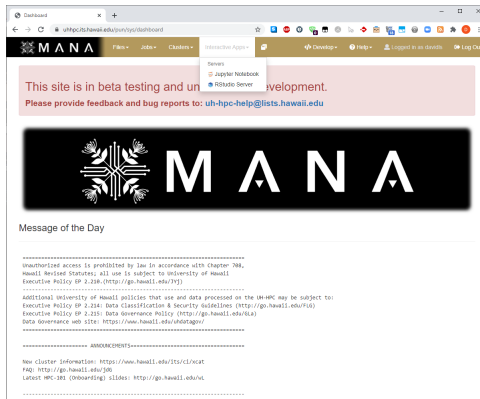 Dashboard
uhhpc.its.hawaii.edu/pun/sys/dashboard
MANA
Files
Jobs
Clusters
Interactive Apps
Develop
Help
Logged in as davids
Log Ou
Servers
Jupyter Notebook
RStudio Server
This site is in beta testing and un
velopment.
Please provide feedback and bug reports to: uh-hpc-help@lists.hawaii.edu
MANA
Message of the Day
Unauthorized access is prohibited by law in accordance with Chapter 708,
Hawaii Revised Statutes; all use is subject to University of Hawaii
Executive Policy EP 2.210.(http://go.hawaii.edu/JYj)
Additional University of Hawaii policies that use and data processed on the UH-HPC may be subject to:
Executive Policy EP 2.214: Data Classification & Security Guidelines (http://go.hawaii.edu/FLG)
Executive Policy EP 2.215: Data Governance Policy (http://go.hawaii.edu/GLa)
Data Governance web site: https://www.hawaii.edu/uhdatagov/
==================== ANNOUNCEMENTS====================
New cluster information: https://www.hawaii.edu/its/ci/xcat
FAQ: http://go.hawaii.edu/jdG
Latest HPC-101 (Onboarding) slides: http://go.hawaii.edu/wL